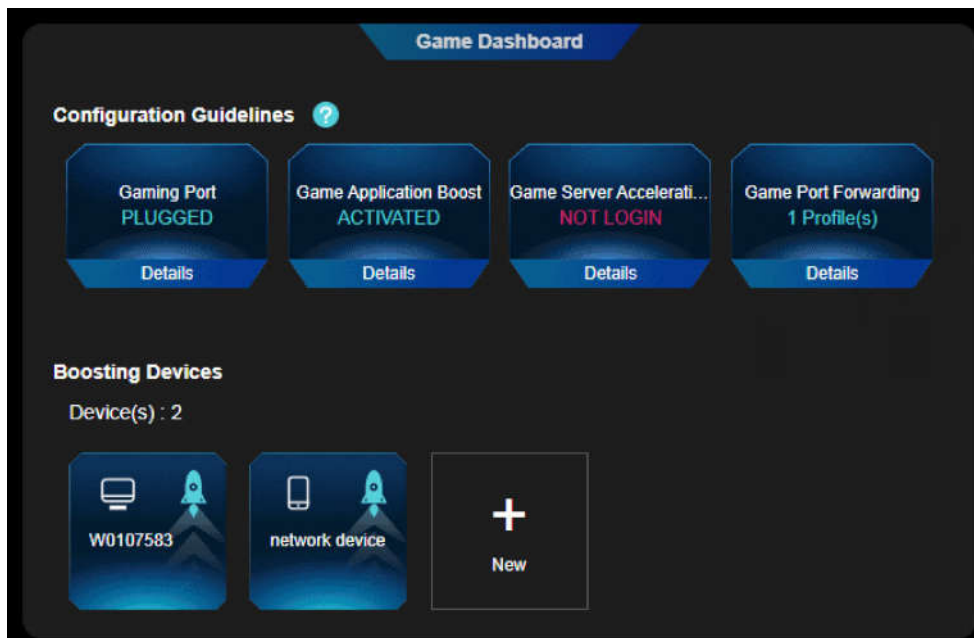 Game Dashboard
Configuration Guidelines ?
Gaming Port
PLUGGED
Details
Game Application Boost
ACTIVATED
Details
Game Server Accelerati...
NOT LOGIN
Details
Game Port Forwarding
1 Profile(s)
Details
Boosting Devices
Device(s) : 2
W0107583
network device
+
New